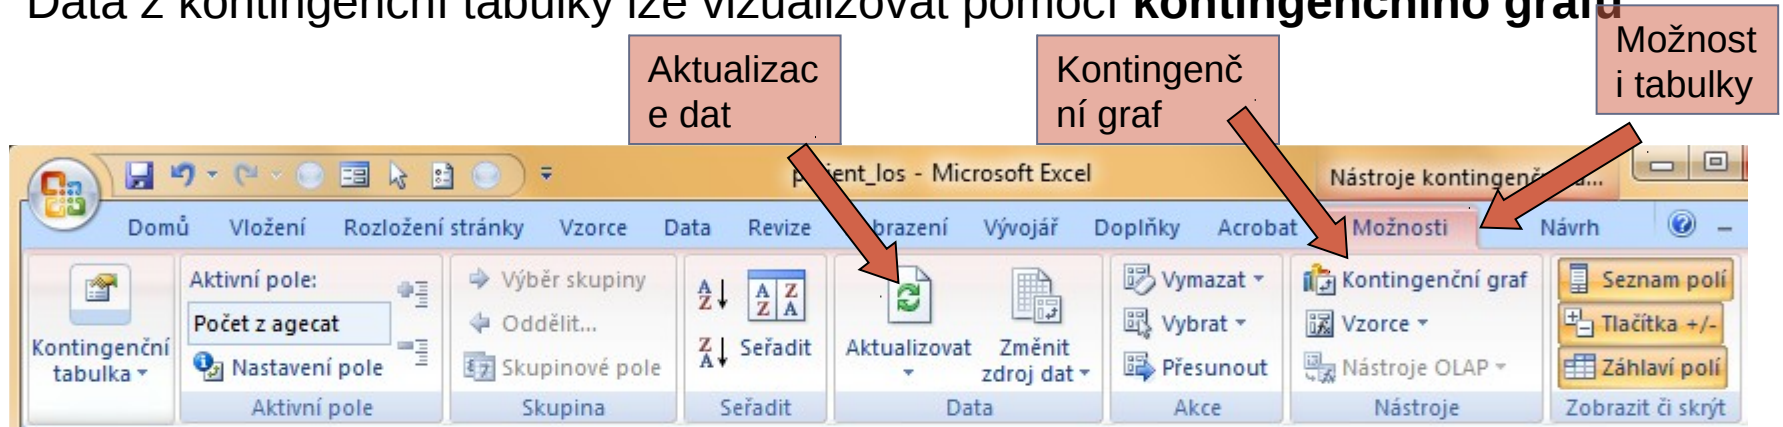 Data z kontingenční tabulky lze vizualizovat pomocí kontingenčního grafu
Možnost
i tabulky
Aktualizac
e dat
Kontingenč
ní graf
ient_los - Microsoft Excel
Nástroje kontingenč
Domů Vložení Rozložení stránky Vzorce Data Revize brazení Vývojář Doplňky Acrobat Možnosti Návrh
Aktivní pole:
Počet z agecat
Nastavení pole
Kontingenční
tabulka
Výběr skupiny
Oddělit...
Skupinové pole
Seřadit
Aktualizovat
Změnit
zdroj dat
Vymazat
Vybrat
Přesunout
Kontingenční graf
Vzorce
Nástroje OLAP
Seznam polí
Tlačítka +/-
Záhlaví polí
Aktivní pole Skupina Seřadit Data Akce Nástroje Zobrazit či skrýt